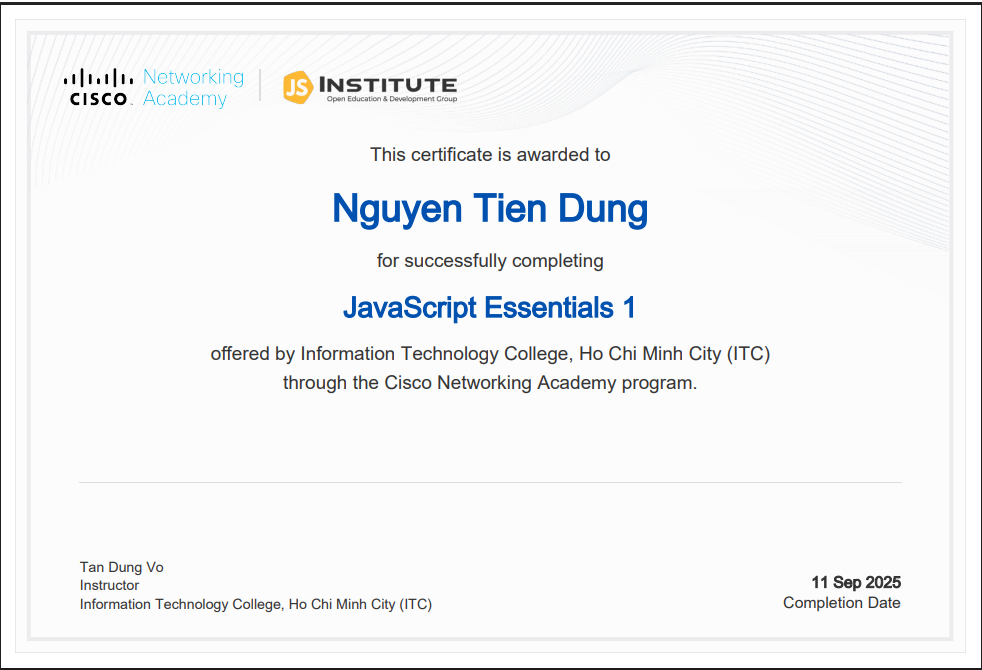 CISCO Networking Academy
JS INSTITUTE
Open Education & Development Group
This certificate is awarded to
Nguyen Tien Dung
for successfully completing
JavaScript Essentials 1
offered by Information Technology College, Ho Chi Minh City (ITC)
through the Cisco Networking Academy program.
Tan Dung Vo
Instructor
Information Technology College, Ho Chi Minh City (ITC)
11 Sep 2025
Completion Date